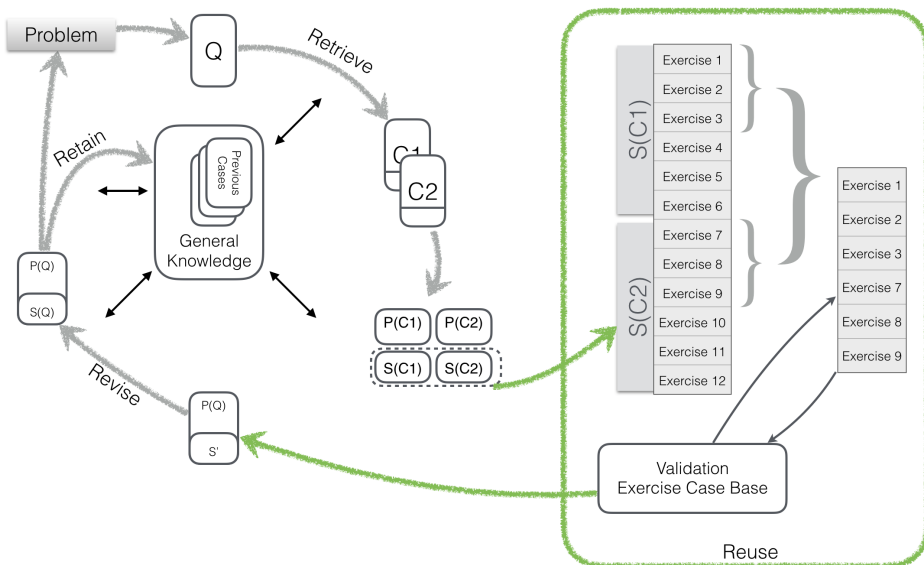 Problem
Q
Retrieve
Retain
Previous
Cases
General
Knowledge
C1
C2
P(C1)
P(C2)
S(C1)
S(C2)
P(Q)
S(Q)
Revise
P(Q)
S'
S(C1)
Exercise 1
Exercise 2
Exercise 3
Exercise 4
Exercise 5
Exercise 6
S(C2)
Exercise 7
Exercise 8
Exercise 9
Exercise 10
Exercise 11
Exercise 12
Exercise 1
Exercise 2
Exercise 3
Exercise 7
Exercise 8
Exercise 9
Validation
Exercise Case Base
Reuse